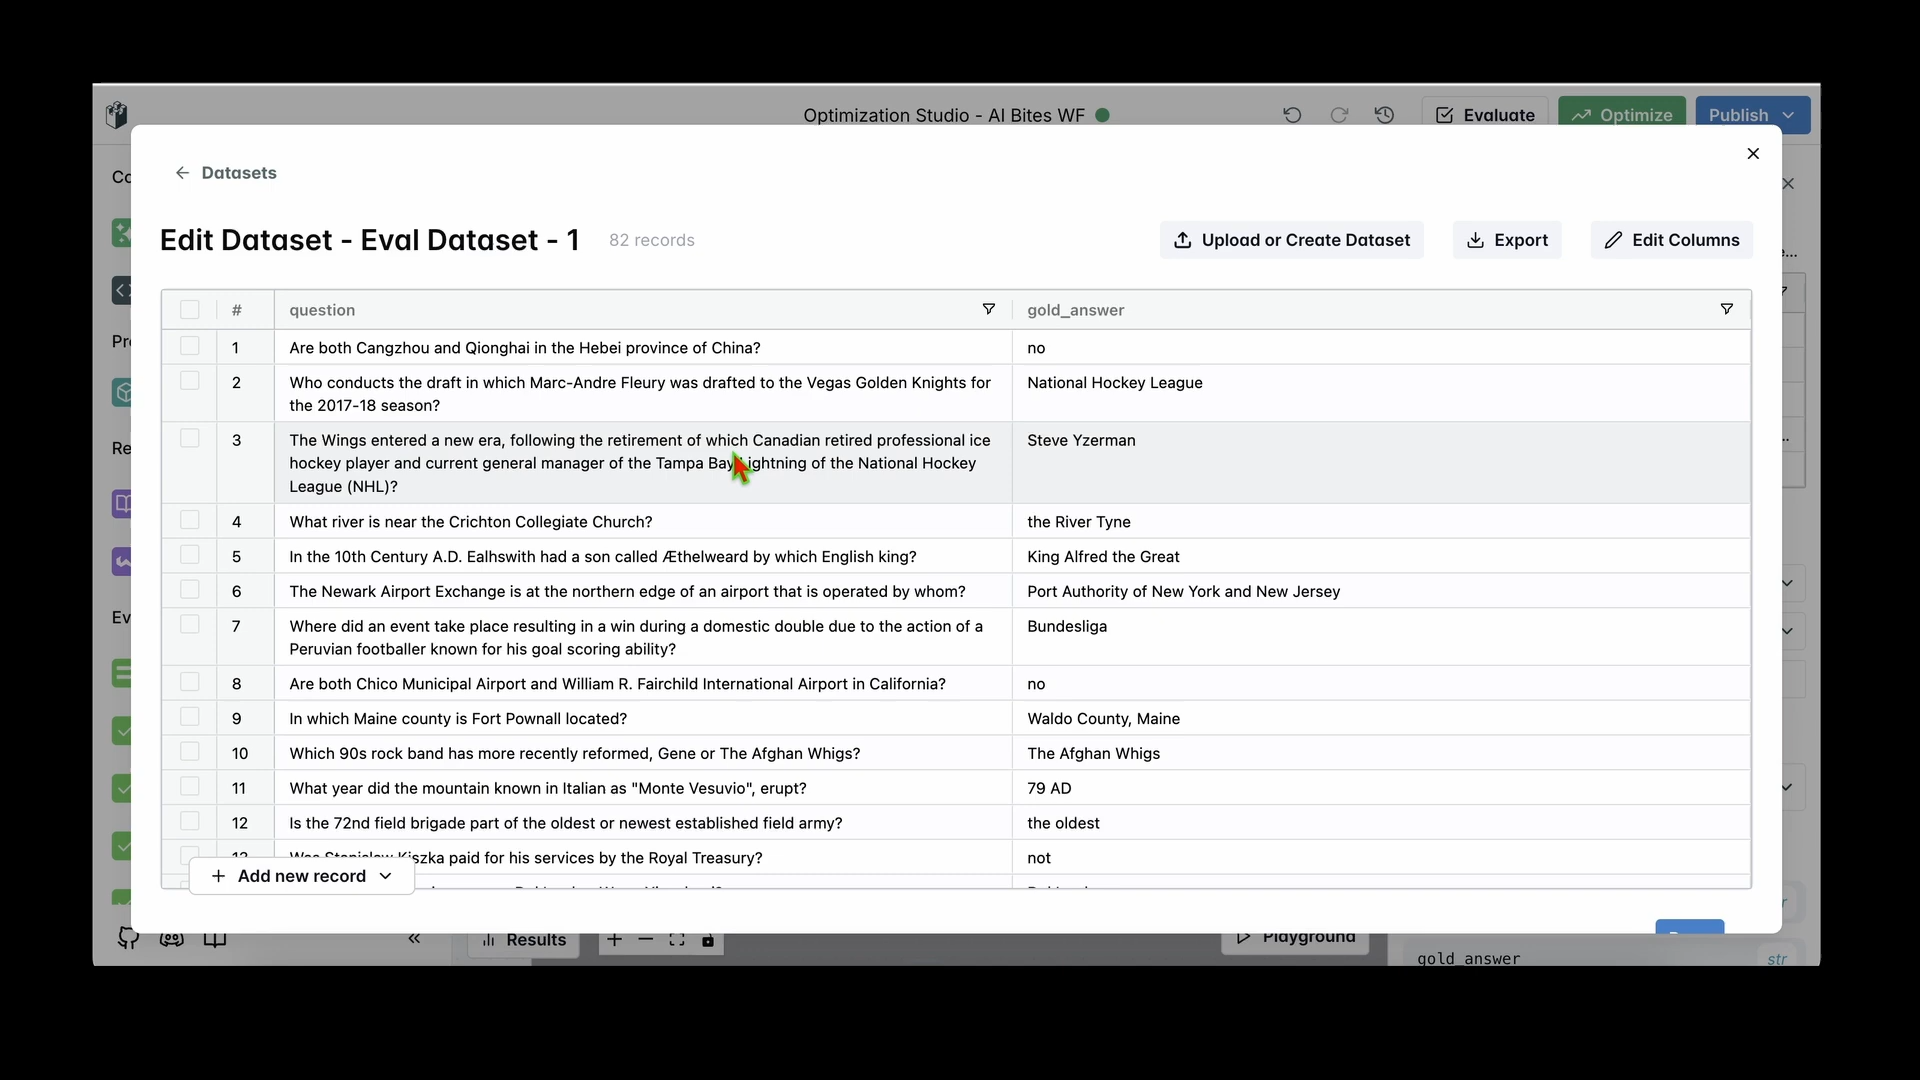 Optimization Studio - AI Bites WF
Evaluate
Optimize
Publish
Datasets
Edit Dataset - Eval Dataset - 1
82 records
Upload or Create Dataset
Export
Edit Columns
# question gold_answer
1 Are both Cangzhou and Qionghai in the Hebei province of China? no
2 Who conducts the draft in which Marc-Andre Fleury was drafted to the Vegas Golden Knights for National Hockey League
the 2017-18 season?
3 The Wings entered a new era, following the retirement of which Canadian retired professional ice Steve Yzerman
hockey player and current general manager of the Tampa Bay Lightning of the National Hockey
League (NHL)?
4 What river is near the Crichton Collegiate Church? the River Tyne
5 In the 10th Century A.D. Ealhswith had a son called Æthelweard by which English king? King Alfred the Great
6 The Newark Airport Exchange is at the northern edge of an airport that is operated by whom? Port Authority of New York and New Jersey
7 Where did an event take place resulting in a win during a domestic double due to the action of a Bundesliga
Peruvian footballer known for his goal scoring ability?
8 Are both Chico Municipal Airport and William R. Fairchild International Airport in California? no
9 In which Maine county is Fort Pownall located? Waldo County, Maine
10 Which 90s rock band has more recently reformed, Gene or The Afghan Whigs? The Afghan Whigs
11 What year did the mountain known in Italian as "Monte Vesuvio", erupt? 79 AD
12 Is the 72nd field brigade part of the oldest or newest established field army? the oldest
13 Was Stanislaw Kiszka paid for his services by the Royal Treasury? not
Add new record
Results
Playground
gold_answer str